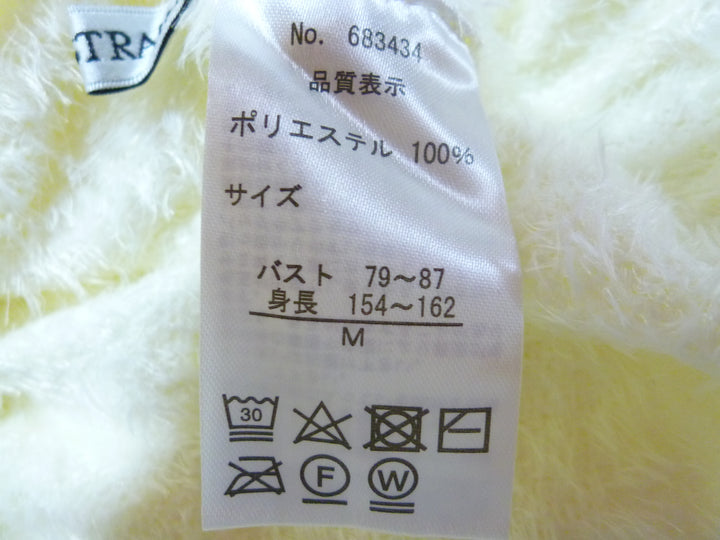 STRA
No. 683434
品質表示
ポリエステル 100%
サイズ
バスト 79～87
身長 154～162
M
30
F W